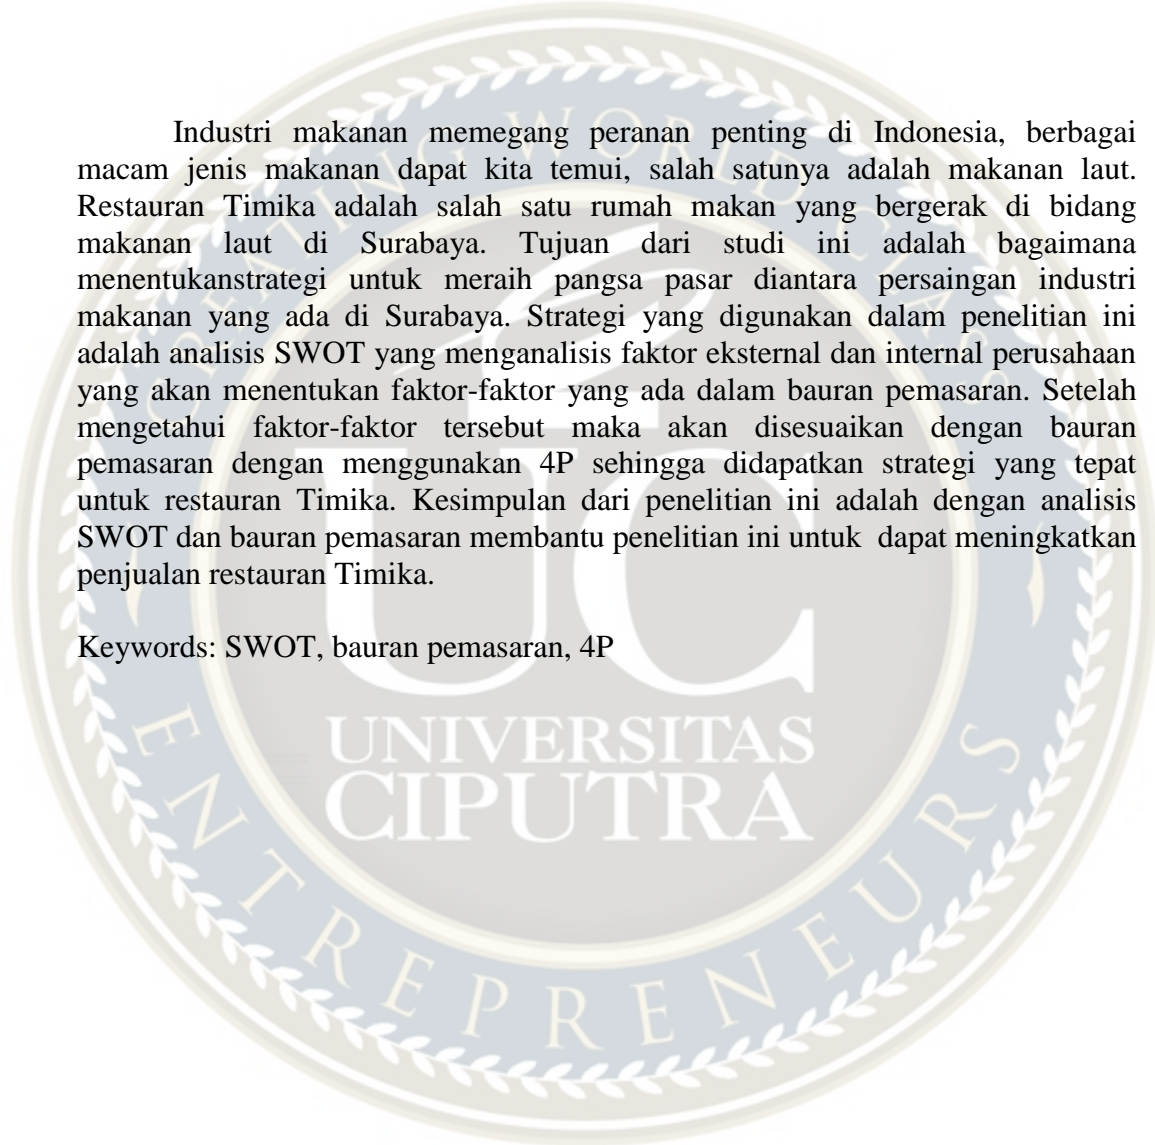 Industri makanan memegang peranan penting di Indonesia, berbagai
macam jenis makanan dapat kita temui, salah satunya adalah makanan laut.
Restauran Timika adalah salah satu rumah makan yang bergerak di bidang
makanan laut di Surabaya. Tujuan dari studi ini adalah bagaimana
menentukanstrategi untuk meraih pangsa pasar diantara persaingan industri
makanan yang ada di Surabaya. Strategi yang digunakan dalam penelitian ini
adalah analisis SWOT yang menganalisis faktor eksternal dan internal perusahaan
yang akan menentukan faktor-faktor yang ada dalam bauran pemasaran. Setelah
mengetahui faktor-faktor tersebut maka akan disesuaikan dengan bauran
pemasaran dengan menggunakan 4P sehingga didapatkan strategi yang tepat
untuk restauran Timika. Kesimpulan dari penelitian ini adalah dengan analisis
SWOT dan bauran pemasaran membantu penelitian ini untuk dapat meningkatkan
penjualan restauran Timika.
Keywords: SWOT, bauran pemasaran, 4P
CREATING WORLD CLASS
UC
UNIVERSITAS
CIPUTRA
ENTREPRENEURS